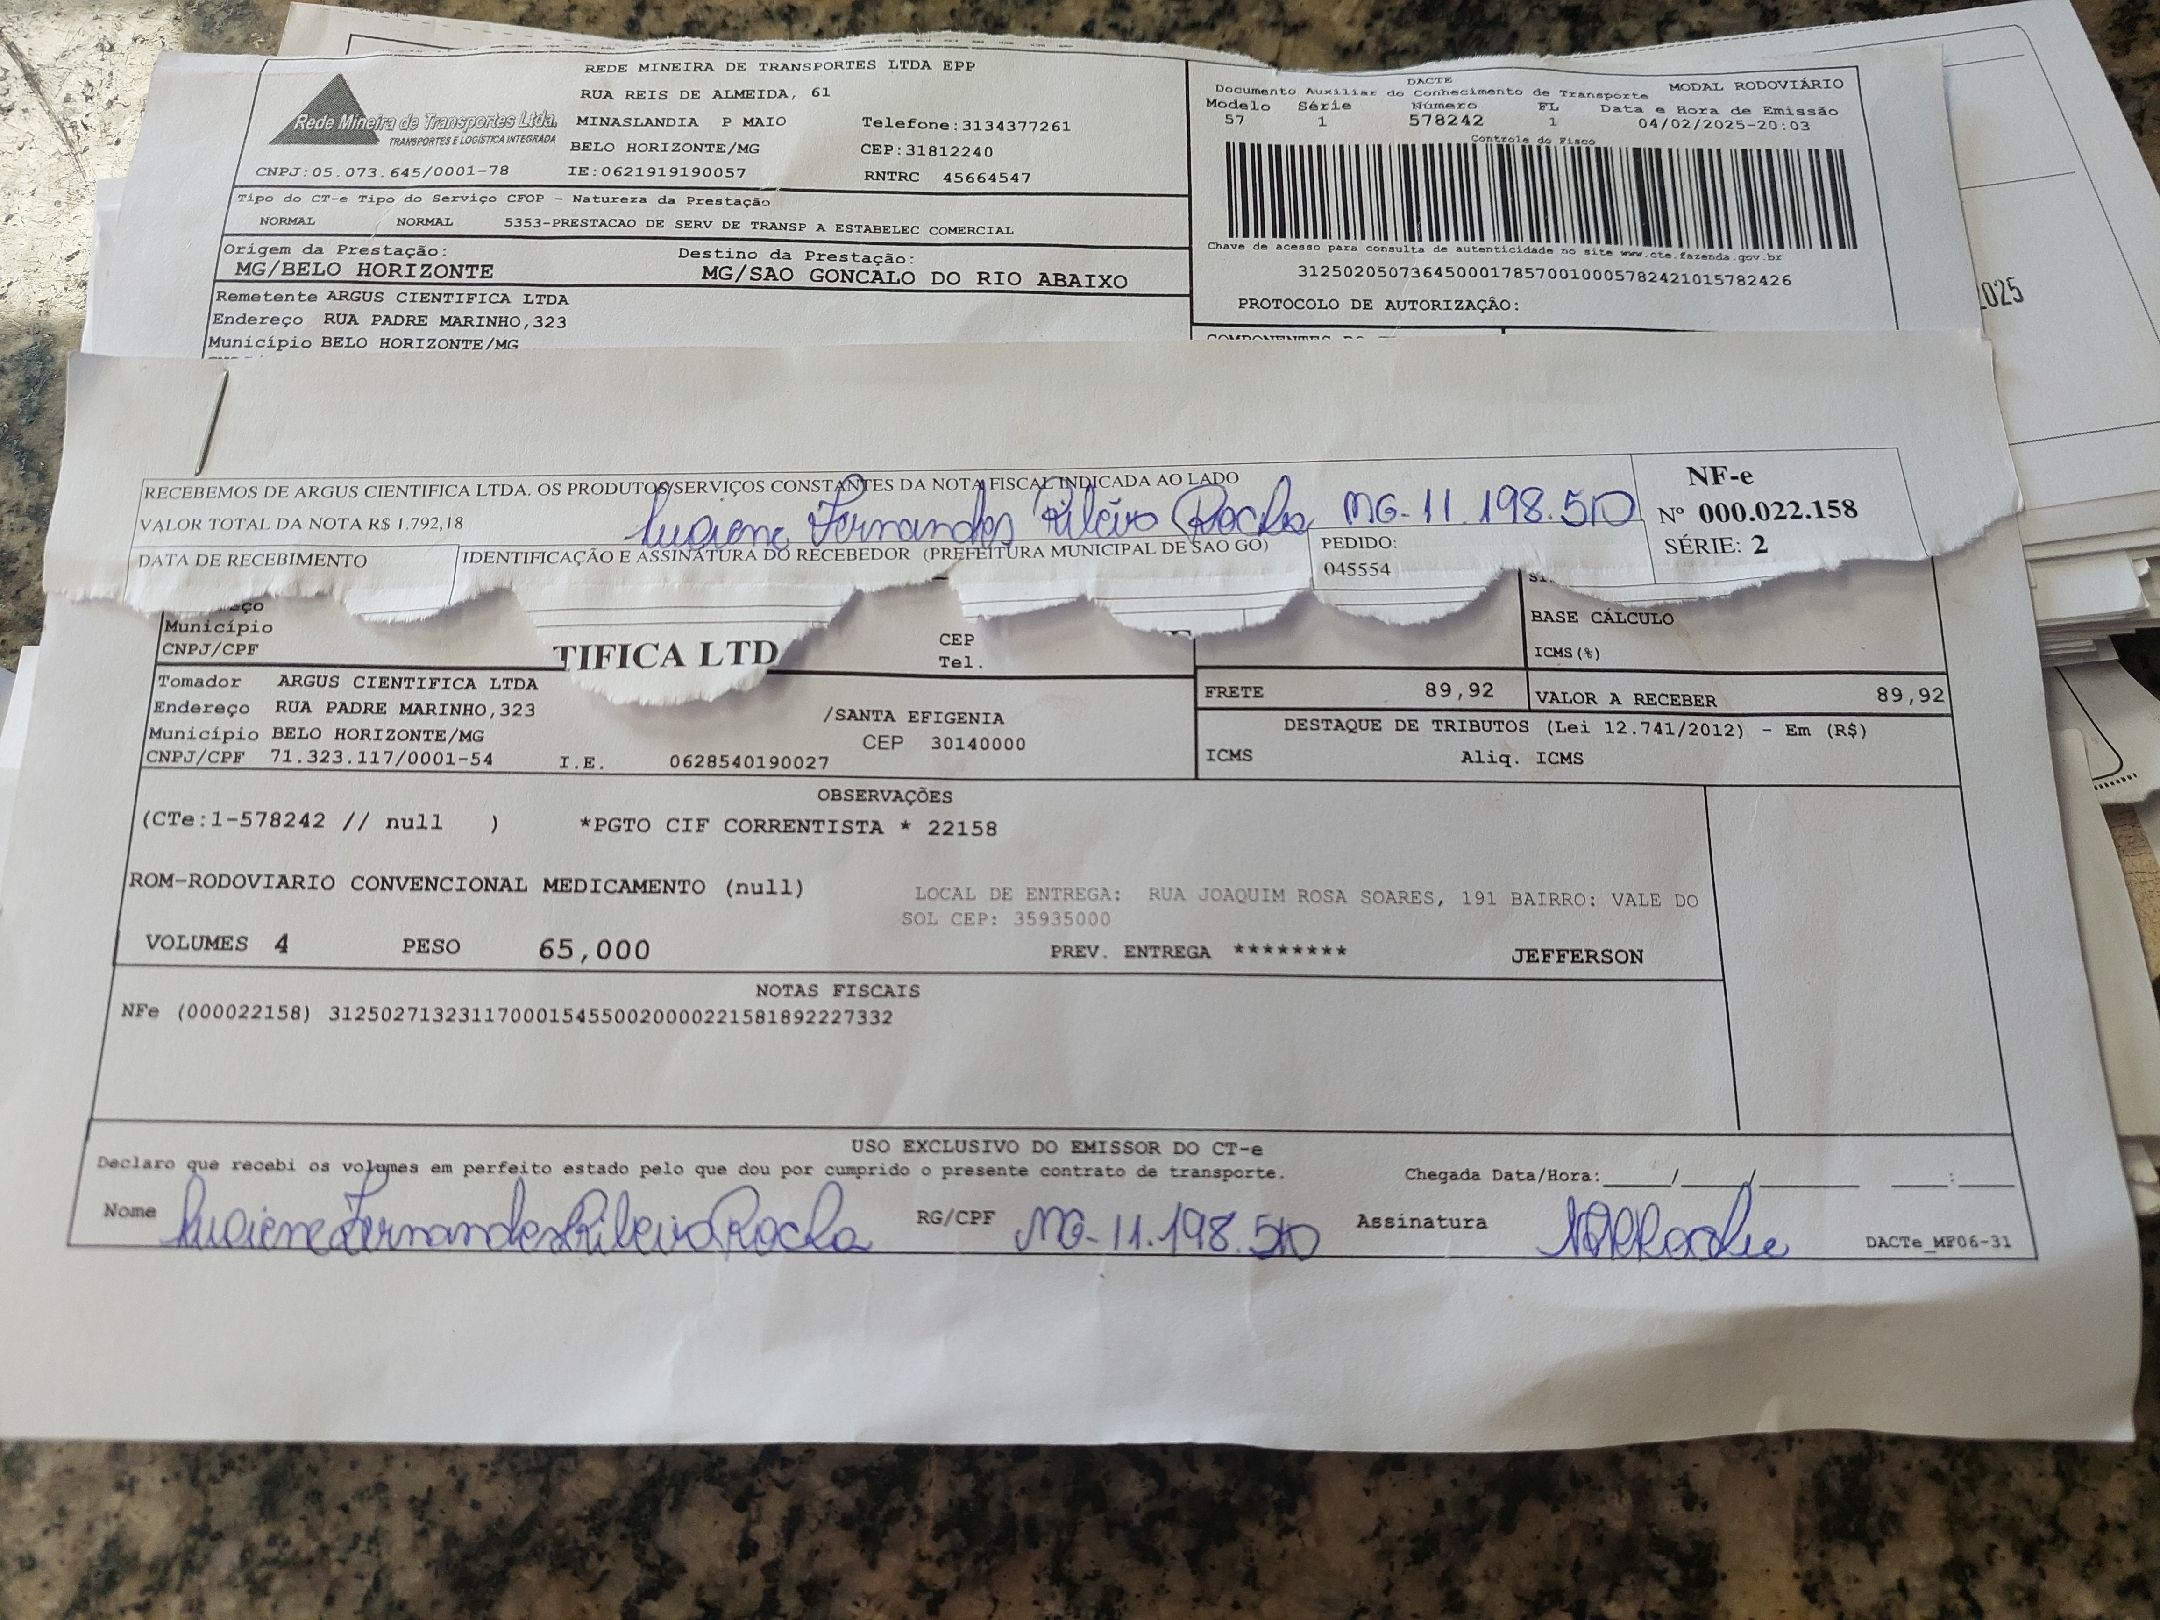 REDE MINEIRA DE TRANSPORTES LTDA EPP
RUA REIS DE ALMEIDA, 61
MINASLANDIA P MAIO Telefone:3134377261
BELO HORIZONTE/MG CEP:31812240
CNPJ:05.073.645/0001-78 IE:0621919190057 RNTRC 45664547
Rede Mineira de Transportes Ltda.
TRANSPORTES E LOGÍSTICA INTEGRADA
DACTE
Documento Auxiliar do Conhecimento de Transporte MODAL RODOVIÁRIO
Modelo Série Número FL Data e Hora de Emissão
57 1 578242 1 04/02/2025-20:03
Controle do Fisco
Chave de acesso para consulta de autenticidade no site www.cte.fazenda.gov.br
31250205073645000178570010005782421015782426
PROTOCOLO DE AUTORIZAÇÃO:
Tipo do CT-e Tipo do Serviço CFOP - Natureza da Prestação
NORMAL NORMAL 5353-PRESTACAO DE SERV DE TRANSP A ESTABELEC COMERCIAL
Origem da Prestação: Destino da Prestação:
MG/BELO HORIZONTE MG/SAO GONCALO DO RIO ABAIXO
Remetente ARGUS CIENTIFICA LTDA
Endereço RUA PADRE MARINHO,323
Município BELO HORIZONTE/MG
025
RECEBEMOS DE ARGUS CIENTIFICA LTDA. OS PRODUTOS/SERVIÇOS CONSTANTES DA NOTA FISCAL INDICADA AO LADO
VALOR TOTAL DA NOTA R$ 1.792,18
Luciene Fernandes Ribeiro Rocha MG-11.198.510
DATA DE RECEBIMENTO
IDENTIFICAÇÃO E ASSINATURA DO RECEBEDOR (PREFEITURA MUNICIPAL DE SAO GO)
PEDIDO:
045554
NF-e
Nº 000.022.158
SÉRIE: 2
Município
CNPJ/CPF
TIFICA LTD
CEP
Tel.
BASE CÁLCULO
ICMS(%)
Tomador ARGUS CIENTIFICA LTDA
Endereço RUA PADRE MARINHO,323 /SANTA EFIGENIA
Município BELO HORIZONTE/MG CEP 30140000
CNPJ/CPF 71.323.117/0001-54 I.E. 0628540190027
FRETE 89,92 VALOR A RECEBER 89,92
DESTAQUE DE TRIBUTOS (Lei 12.741/2012) - Em (R$)
ICMS Aliq. ICMS
OBSERVAÇÕES
(CTe:1-578242 // null ) *PGTO CIF CORRENTISTA * 22158
ROM-RODOVIARIO CONVENCIONAL MEDICAMENTO (null)
LOCAL DE ENTREGA: RUA JOAQUIM ROSA SOARES, 191 BAIRRO: VALE DO
SOL CEP: 35935000
VOLUMES 4 PESO 65,000 PREV. ENTREGA ******** JEFFERSON
NOTAS FISCAIS
NFe (000022158) 31250271323117000154550020000221581892227332
USO EXCLUSIVO DO EMISSOR DO CT-e
Declaro que recebi os volumes em perfeito estado pelo que dou por cumprido o presente contrato de transporte. Chegada Data/Hora:_____/_____/_________ _____:_____
Nome Luciene Fernandes Ribeiro Rocha RG/CPF MG-11.198.510 Assinatura
DACTe_MF06-31